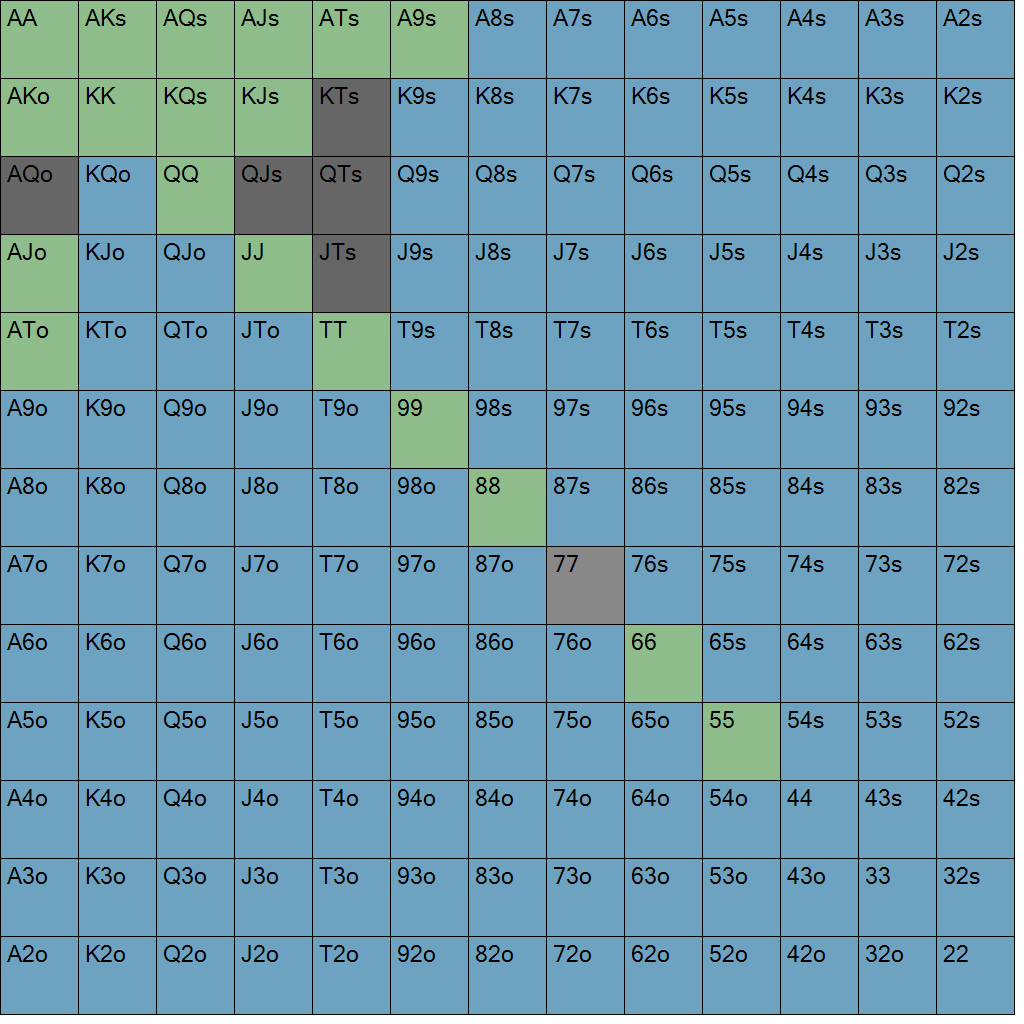 AA AKs AQs AJs ATs A9s A8s A7s A6s A5s A4s A3s A2s
AKo KK KQs KJs KTs K9s K8s K7s K6s K5s K4s K3s K2s
AQo KQo QQ QJs QTs Q9s Q8s Q7s Q6s Q5s Q4s Q3s Q2s
AJo KJo QJo JJ JTs J9s J8s J7s J6s J5s J4s J3s J2s
ATo KTo QTo JTo TT T9s T8s T7s T6s T5s T4s T3s T2s
A9o K9o Q9o J9o T9o 99 98s 97s 96s 95s 94s 93s 92s
A8o K8o Q8o J8o T8o 98o 88 87s 86s 85s 84s 83s 82s
A7o K7o Q7o J7o T7o 97o 87o 77 76s 75s 74s 73s 72s
A6o K6o Q6o J6o T6o 96o 86o 76o 66 65s 64s 63s 62s
A5o K5o Q5o J5o T5o 95o 85o 75o 65o 55 54s 53s 52s
A4o K4o Q4o J4o T4o 94o 84o 74o 64o 54o 44 43s 42s
A3o K3o Q3o J3o T3o 93o 83o 73o 63o 53o 43o 33 32s
A2o K2o Q2o J2o T2o 92o 82o 72o 62o 52o 42o 32o 22